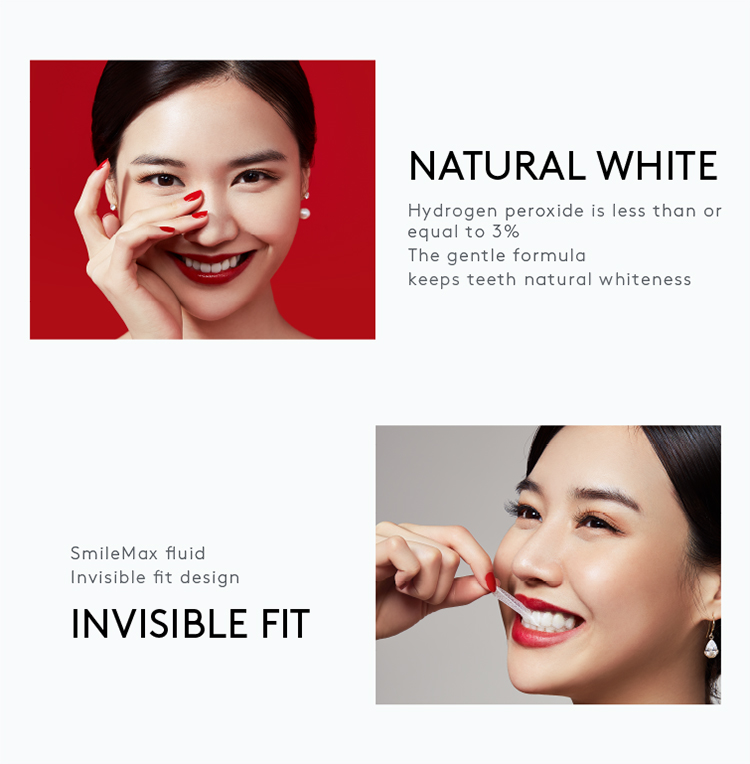 NATURAL WHITE
Hydrogen peroxide is less than or
equal to 3%
The gentle formula
keeps teeth natural whiteness
SmileMax fluid
Invisible fit design
INVISIBLE FIT